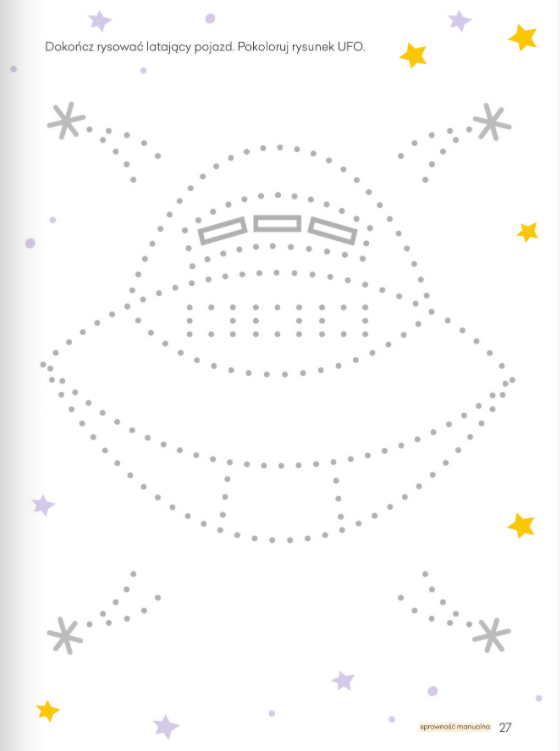 Dokończ rysować latający pojazd. Pokoloruj rysunek UFO.
sprawność manualna 27